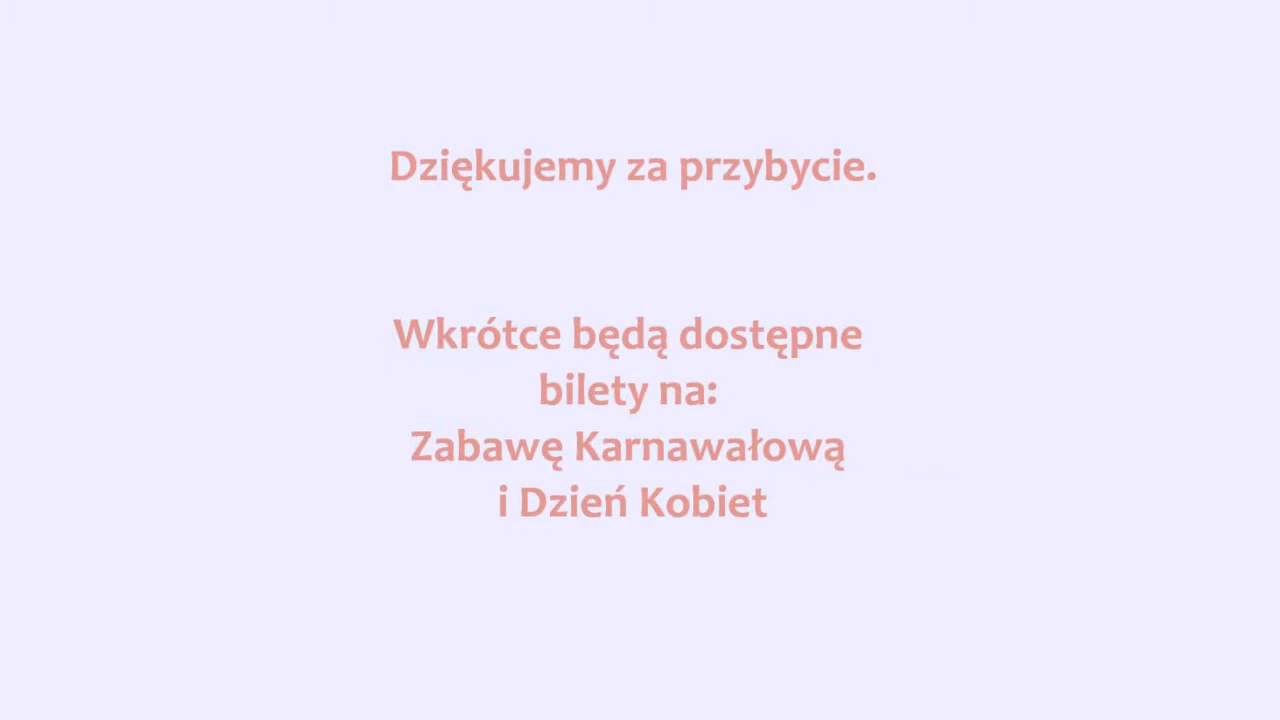 Dziękujemy za przybycie.
Wkrótce będą dostępne
bilety na:
Zabawę Karnawałową
i Dzień Kobiet